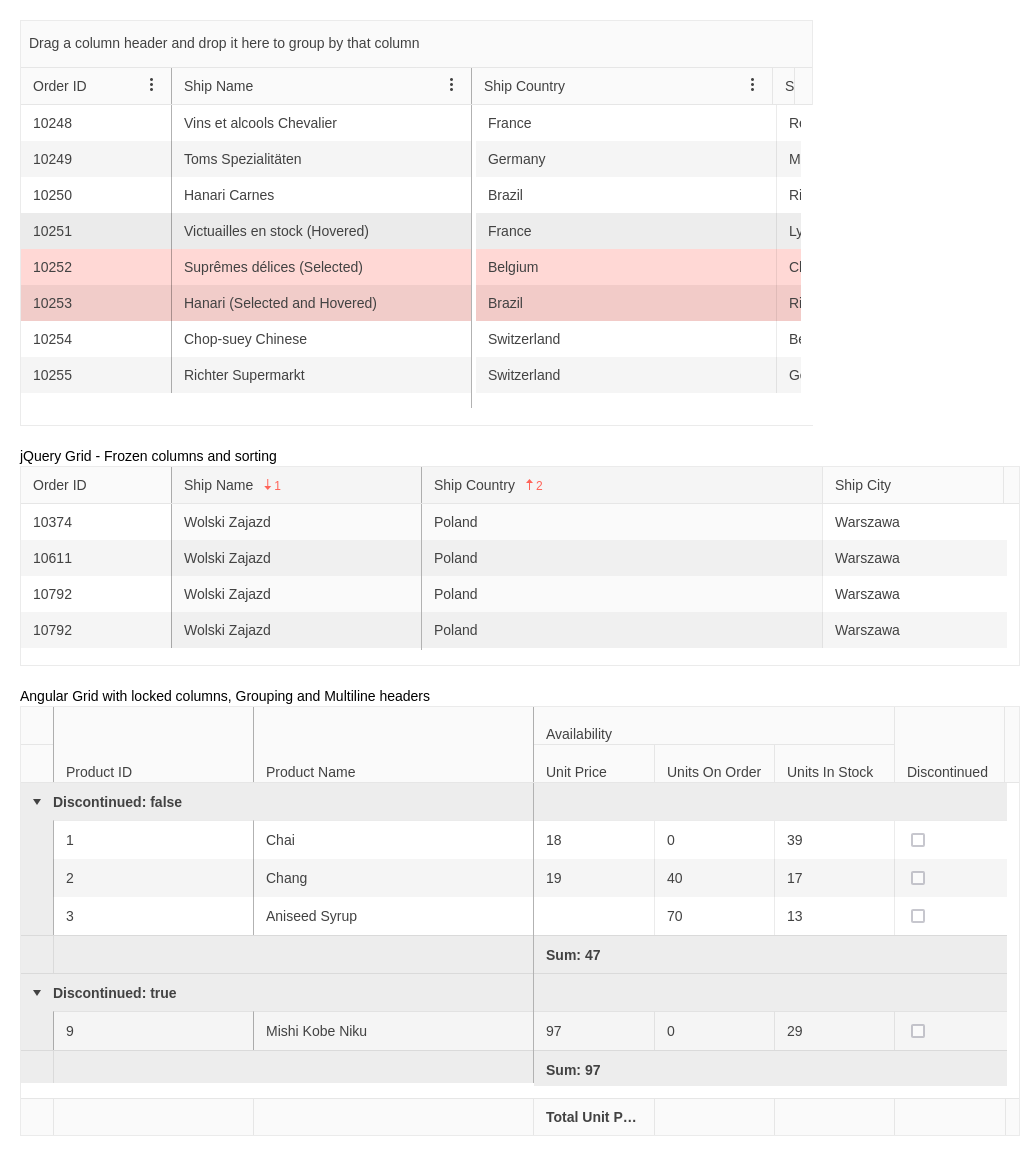 Drag a column header and drop it here to group by that column
Order ID Ship Name Ship Country S
10248 Vins et alcools Chevalier France
10249 Toms Spezialitäten Germany M
10250 Hanari Carnes Brazil Ri
10251 Victuailles en stock (Hovered) France Ly
10252 Suprêmes délices (Selected) Belgium
10253 Hanari (Selected and Hovered) Brazil Ri
10254 Chop-suey Chinese Switzerland
10255 Richter Supermarkt Switzerland
jQuery Grid - Frozen columns and sorting
Order ID Ship Name 1 Ship Country 2 Ship City
10374 Wolski Zajazd Poland Warszawa
10611 Wolski Zajazd Poland Warszawa
10792 Wolski Zajazd Poland Warszawa
10792 Wolski Zajazd Poland Warszawa
Angular Grid with locked columns, Grouping and Multiline headers
Availability
Product ID Product Name Unit Price Units On Order Units In Stock Discontinued
Discontinued: false
1 Chai 18 0 39
2 Chang 19 40 17
3 Aniseed Syrup 70 13
Sum: 47
Discontinued: true
9 Mishi Kobe Niku 97 0 29
Sum: 97
Total Unit P...